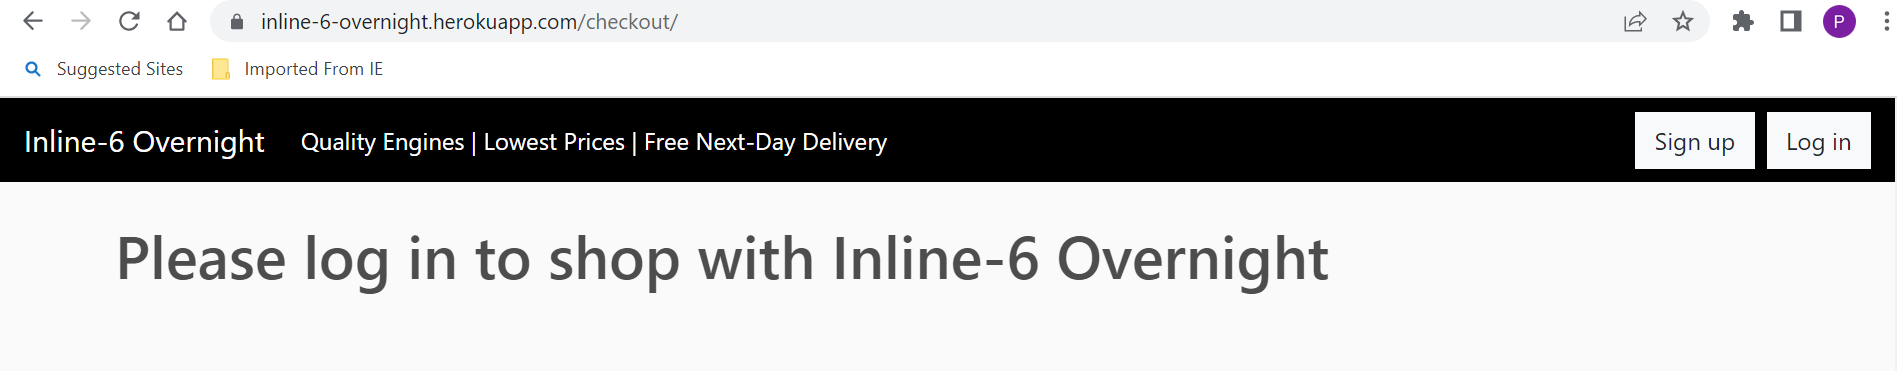 inline-6-overnight.herokuapp.com/checkout/
P
Suggested Sites Imported From IE
Inline-6 Overnight Quality Engines | Lowest Prices | Free Next-Day Delivery Sign up Log in
Please log in to shop with Inline-6 Overnight